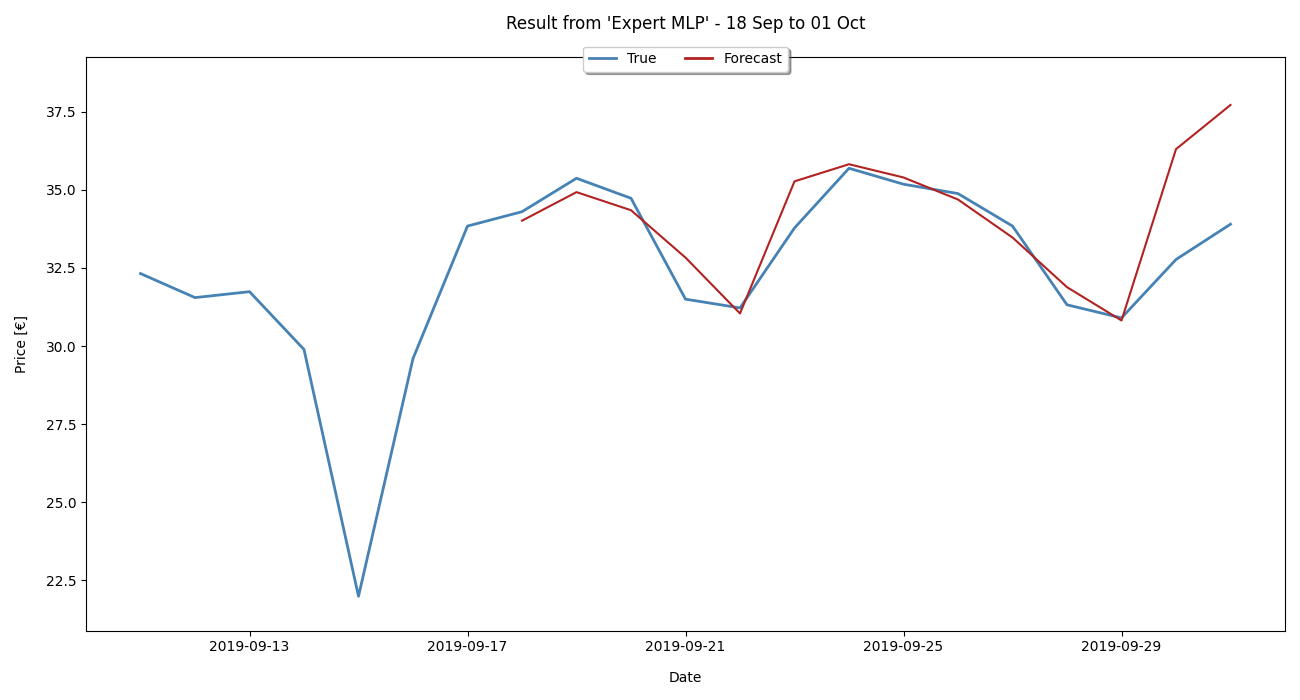 Result from 'Expert MLP' - 18 Sep to 01 Oct
True Forecast
Price [€]
37.5
35.0
32.5
30.0
27.5
25.0
22.5
2019-09-13 2019-09-17 2019-09-21 2019-09-25 2019-09-29
Date